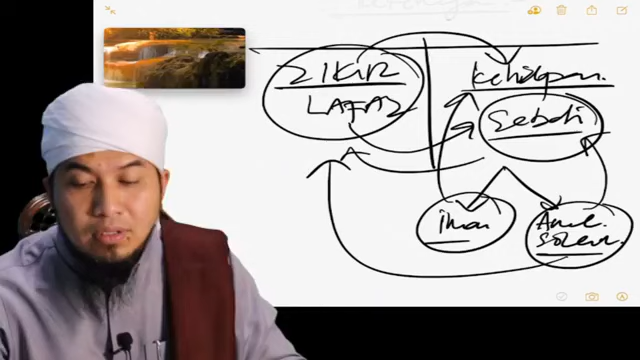 ZIKIR
LAFAZ
Kehidupan.
Sebati
iman
Amal.
Soleh.